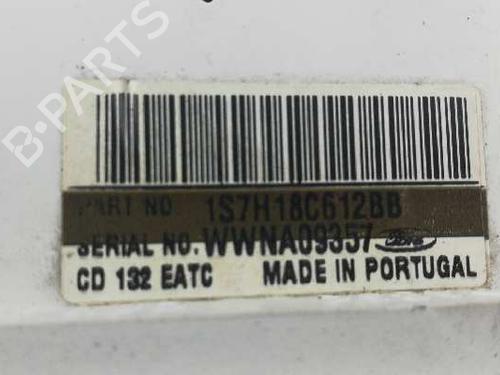 B-PARTS
PART NO. 1S7H18C612BB
SERIAL NO. WWNA09357 Ford
CD 132 EATC MADE IN PORTUGAL